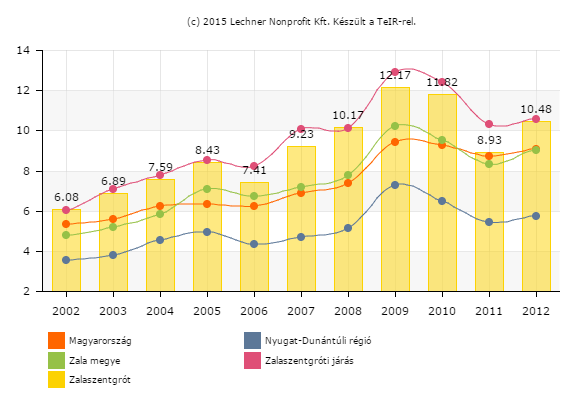 (c) 2015 Lechner Nonprofit Kft. Készült a TeIR-rel.
14
12
10
8
6
4
2
6.08
6.89
7.59
8.43
7.41
9.23
10.17
12.17
11.82
8.93
10.48
2002 2003 2004 2005 2006 2007 2008 2009 2010 2011 2012
Magyarország
Nyugat-Dunántúli régió
Zala megye
Zalaszentgróti járás
Zalaszentgrót